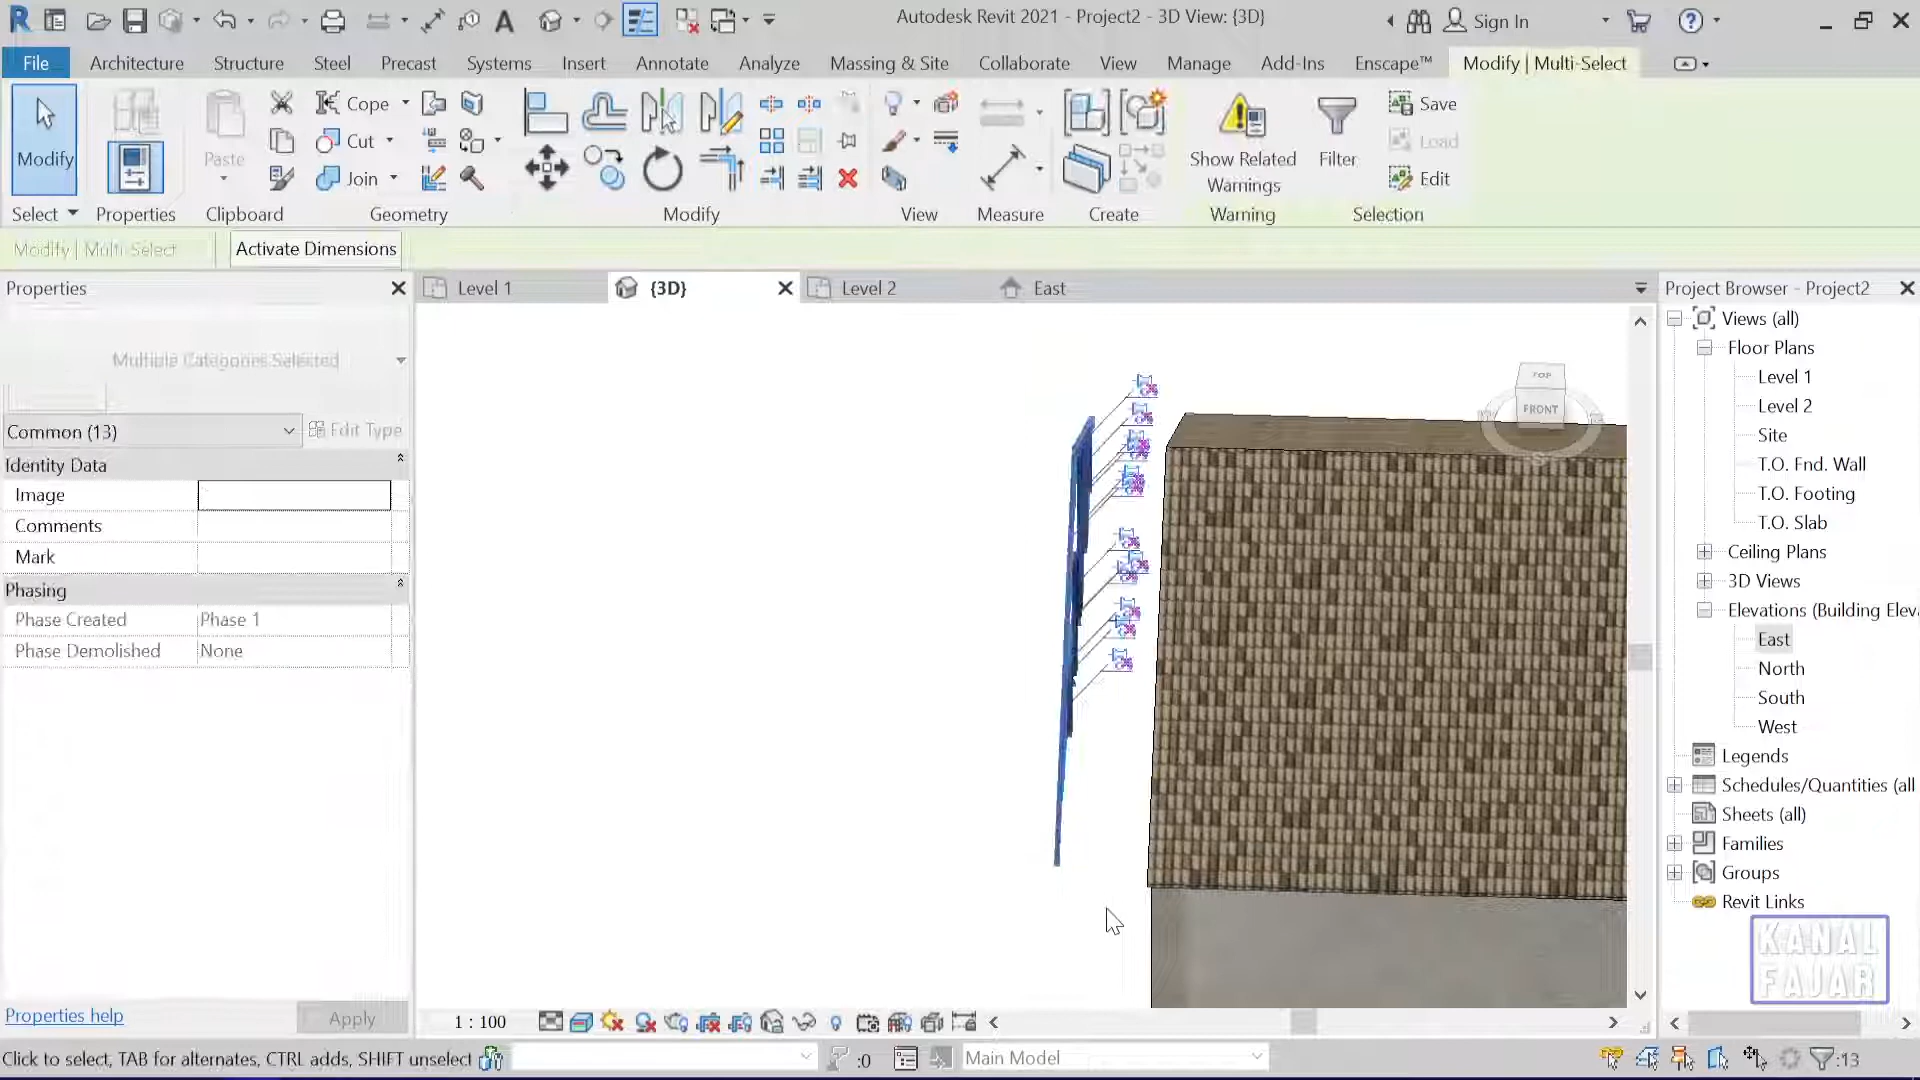 Autodesk Revit 2021 - Project2 - 3D View: {3D}
Sign In
File
Architecture
Structure
Steel
Precast
Systems
Insert
Annotate
Analyze
Massing & Site
Collaborate
View
Manage
Add-Ins
Enscape™
Modify | Multi-Select
Modify
Paste
Cope
Cut
Join
Show Related
Warnings
Filter
Save
Load
Edit
Select
Properties
Clipboard
Geometry
Modify
View
Measure
Create
Warning
Selection
Modify | Multi-Select
Activate Dimensions
Properties
Level 1
{3D}
Level 2
East
Project Browser - Project2
Multiple Categories Selected
Common (13)
Edit Type
Identity Data
Image
Comments
Mark
Phasing
Phase Created
Phase 1
Phase Demolished
None
Properties help
Apply
TOP
FRONT
Views (all)
Floor Plans
Level 1
Level 2
Site
T.O. Fnd. Wall
T.O. Footing
T.O. Slab
Ceiling Plans
3D Views
Elevations (Building Elev
East
North
South
West
Legends
Schedules/Quantities (all
Sheets (all)
Families
Groups
Revit Links
KANAL
FAJAR
1 : 100
Click to select, TAB for alternates, CTRL adds, SHIFT unselect
:0
Main Model
:13